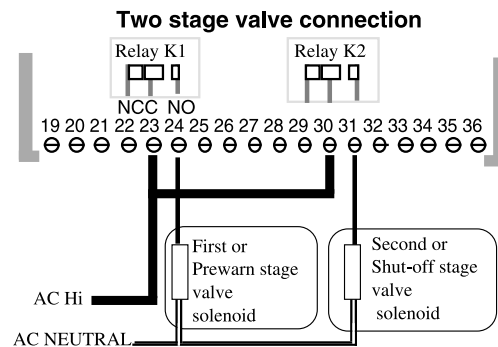 Two stage valve connection
Relay K1 Relay K2
NCC NO
19 20 21 22 23 24 25 26 27 28 29 30 31 32 33 34 35 36
First or
Prewarn stage
valve
solenoid
Second or
Shut-off stage
valve
solenoid
AC Hi
AC NEUTRAL